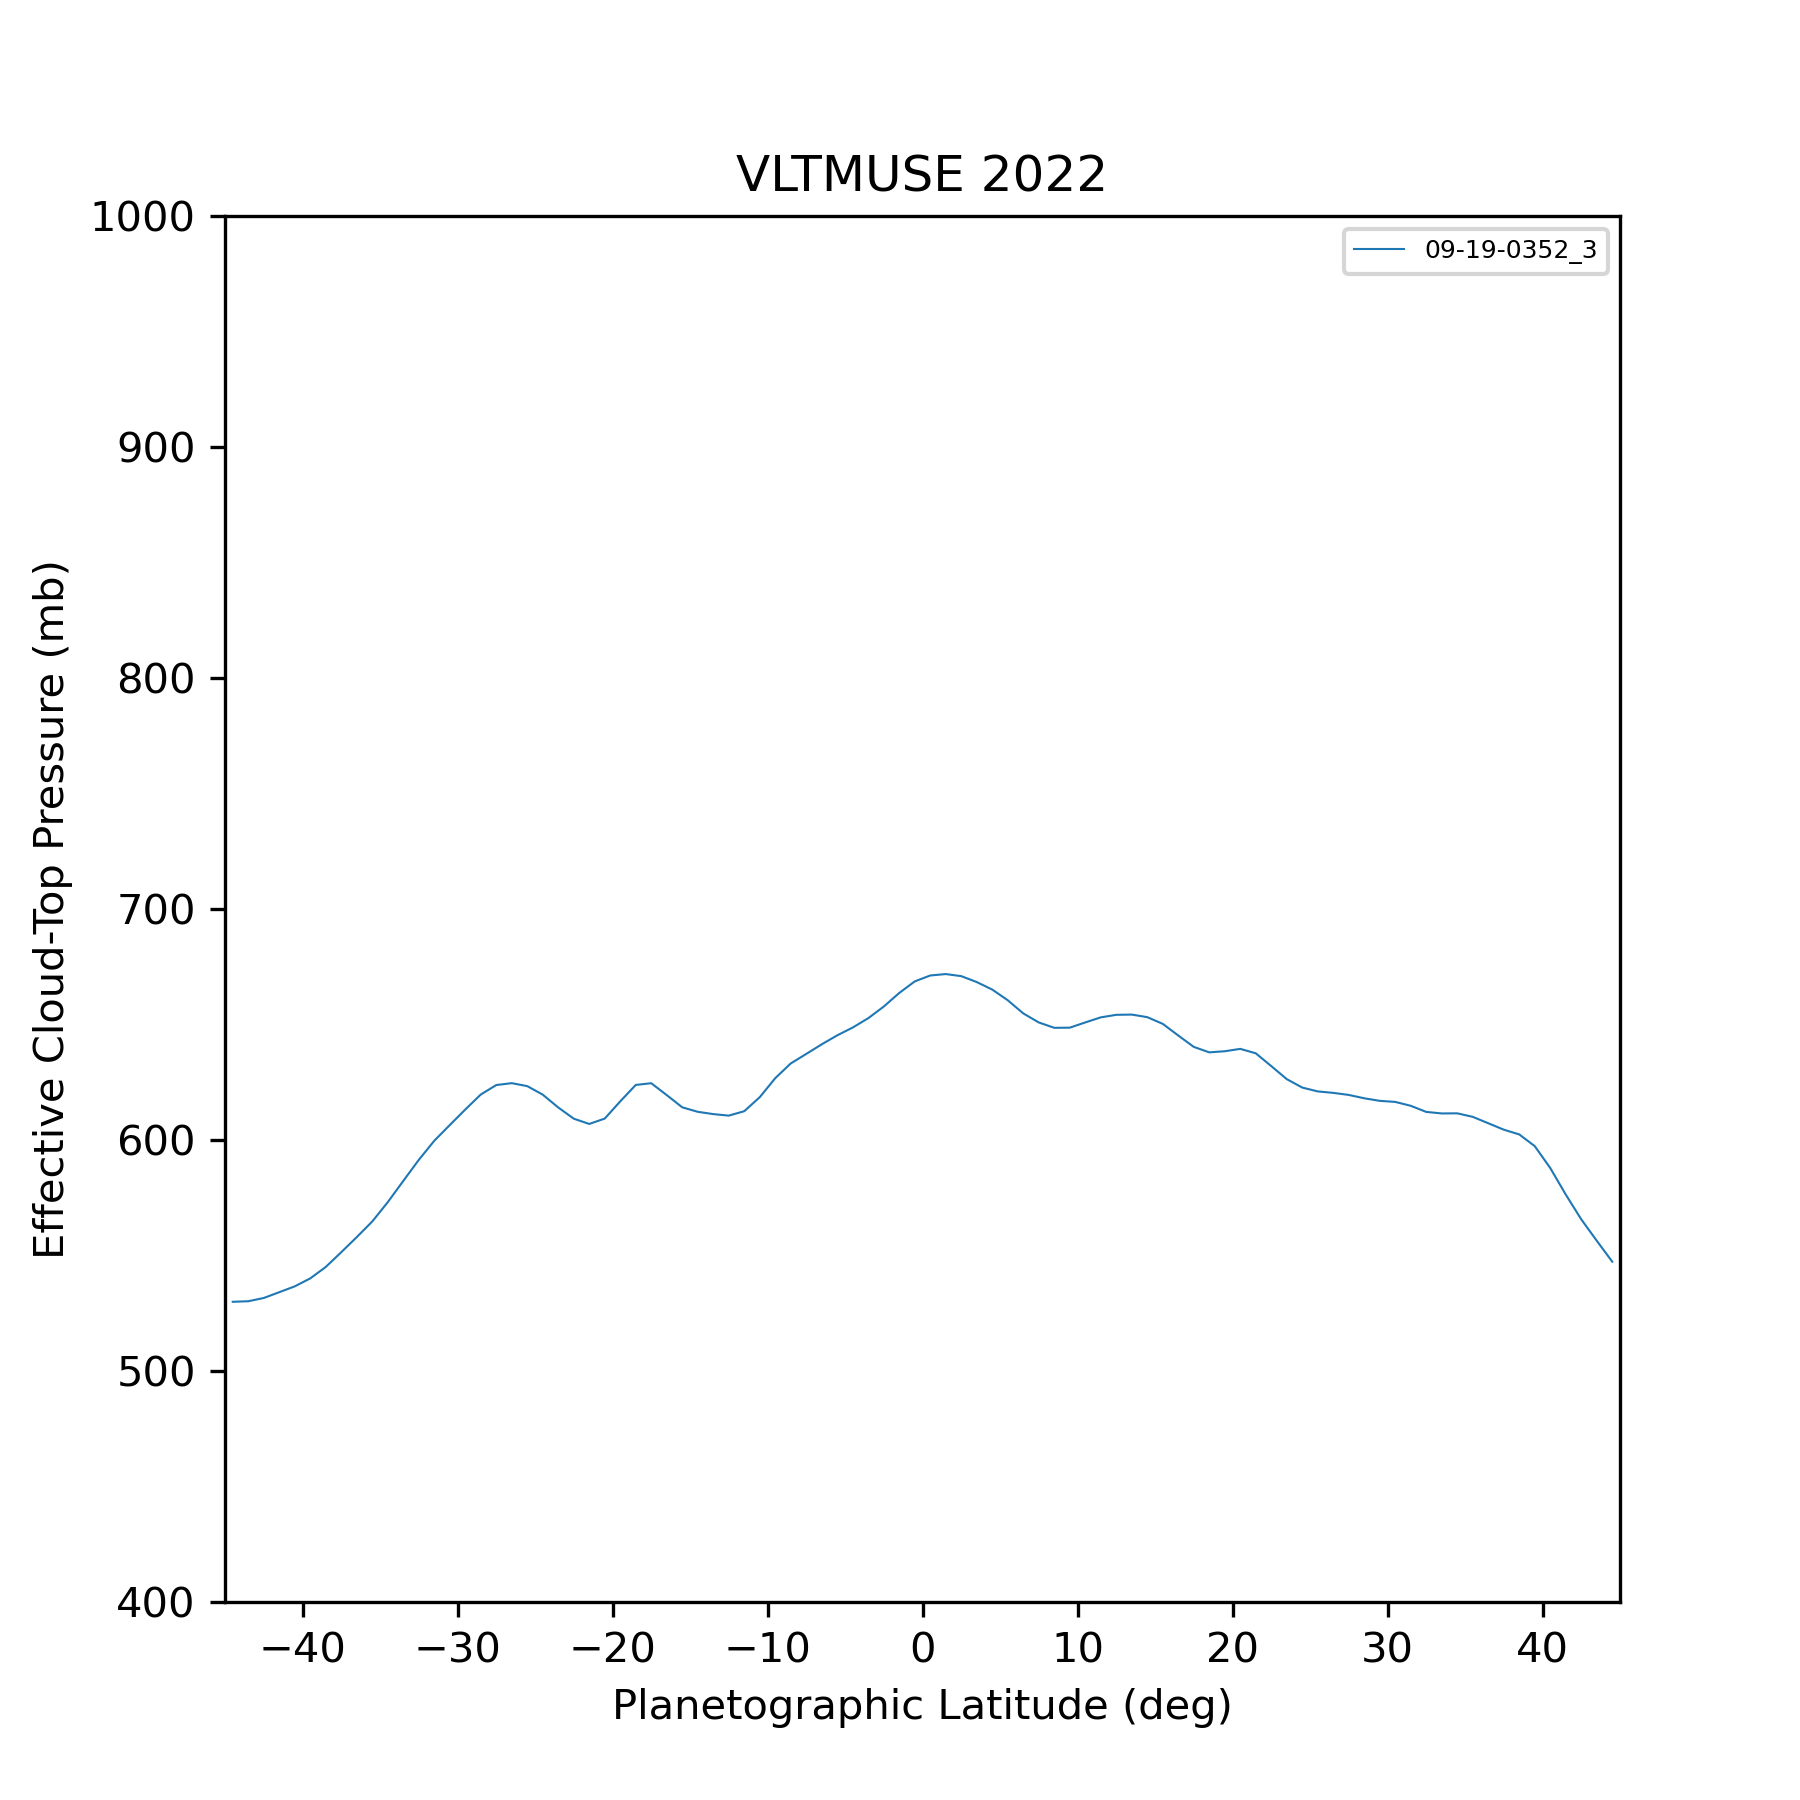 VLTMUSE 2022
09-19-0352_3
Effective Cloud-Top Pressure (mb)
1000
900
800
700
600
500
400
−40 −30 −20 −10 0 10 20 30 40
Planetographic Latitude (deg)